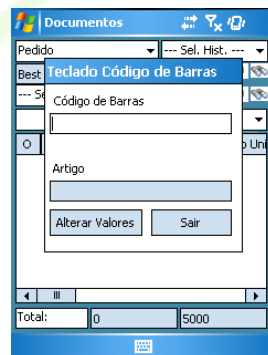 Documentos
Pedido --- Sel. Hist. ---
Best Teclado Código de Barras
--- Se
Código de Barras
O o Uni
Artigo
Alterar Valores Sair
Total: 0 5000